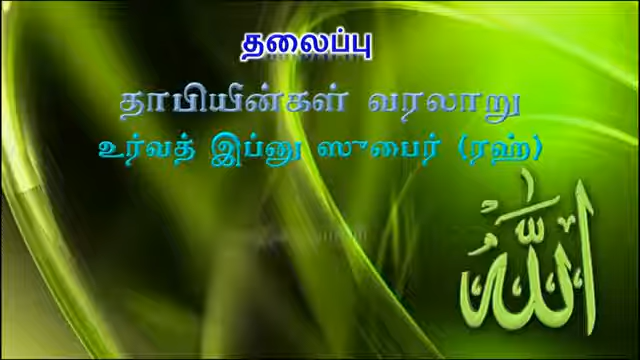 தலைப்பு
தாபியீன்கள் வரலாறு
உர்வத் இப்னு ஸுபைர் (ரஹ்)
الله